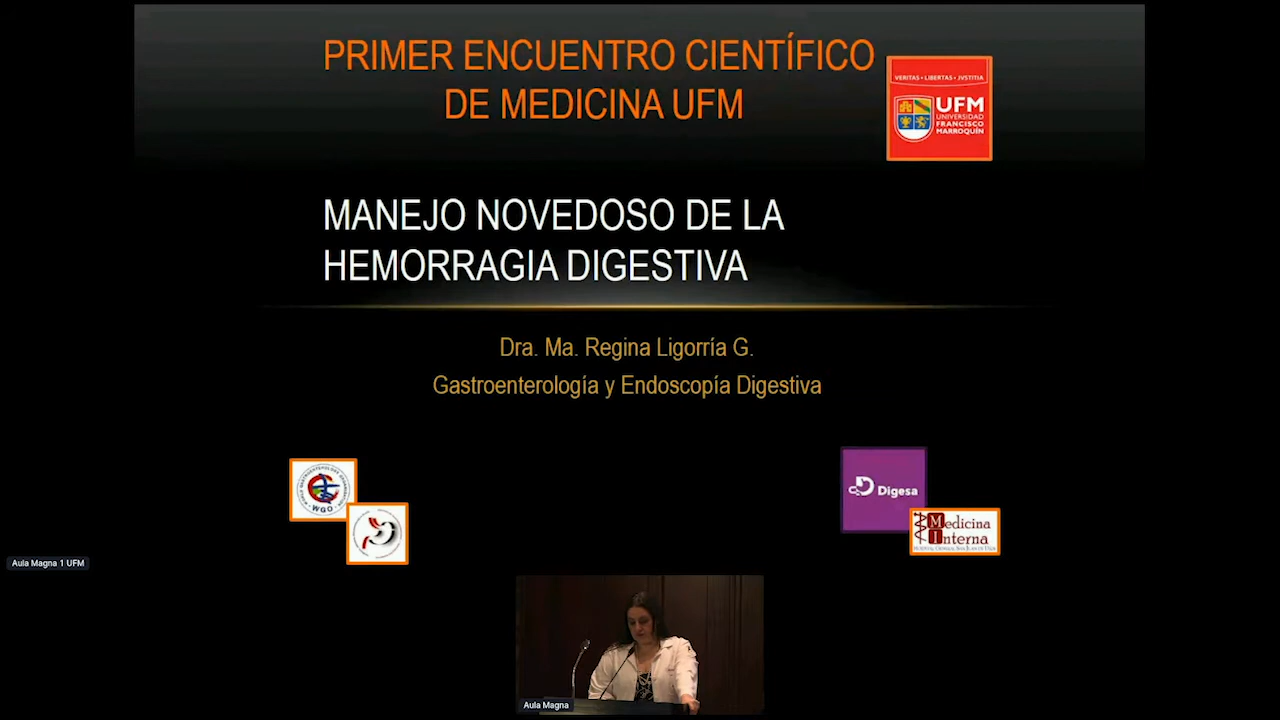 PRIMER ENCUENTRO CIENTÍFICO
DE MEDICINA UFM
VERITAS • LIBERTAS • JVSTITIA
UFM
UNIVERSIDAD
FRANCISCO
MARROQUÍN
MANEJO NOVEDOSO DE LA
HEMORRAGIA DIGESTIVA
Dra. Ma. Regina Ligorría G.
Gastroenterología y Endoscopía Digestiva
WGO
Digesa
Medicina
Interna
Aula Magna 1 UFM
Aula Magna